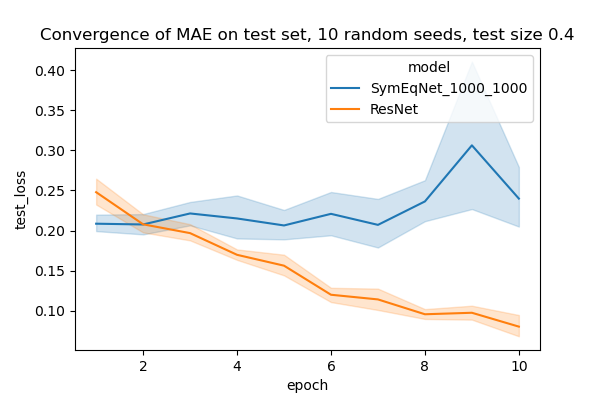 Convergence of MAE on test set, 10 random seeds, test size 0.4
model
SymEqNet_1000_1000
ResNet
test_loss
0.40
0.35
0.30
0.25
0.20
0.15
0.10
2 4 6 8 10
epoch